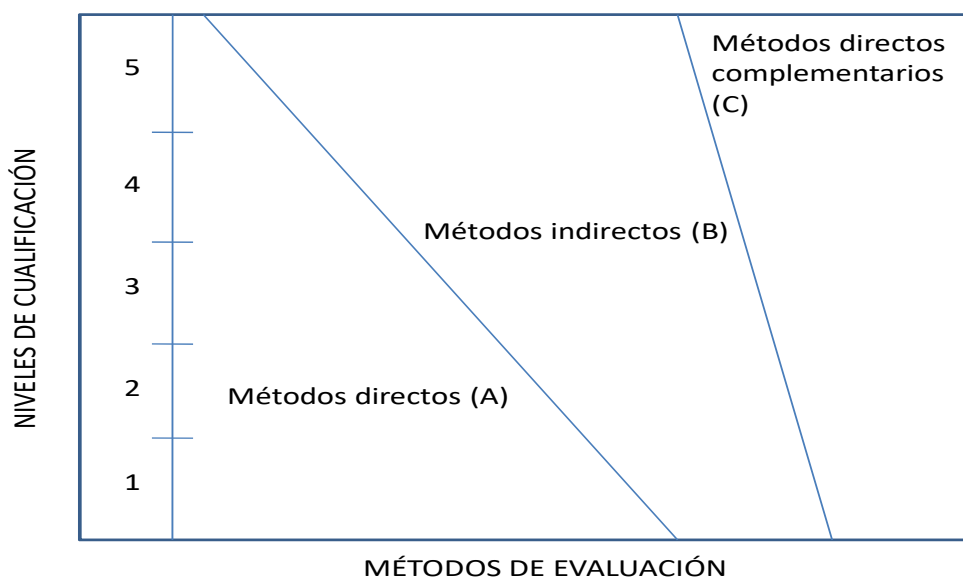 NIVELES DE CUALIFICACIÓN
5
4
3
2
1
Métodos directos
complementarios
(C)
Métodos indirectos (B)
Métodos directos (A)
MÉTODOS DE EVALUACIÓN